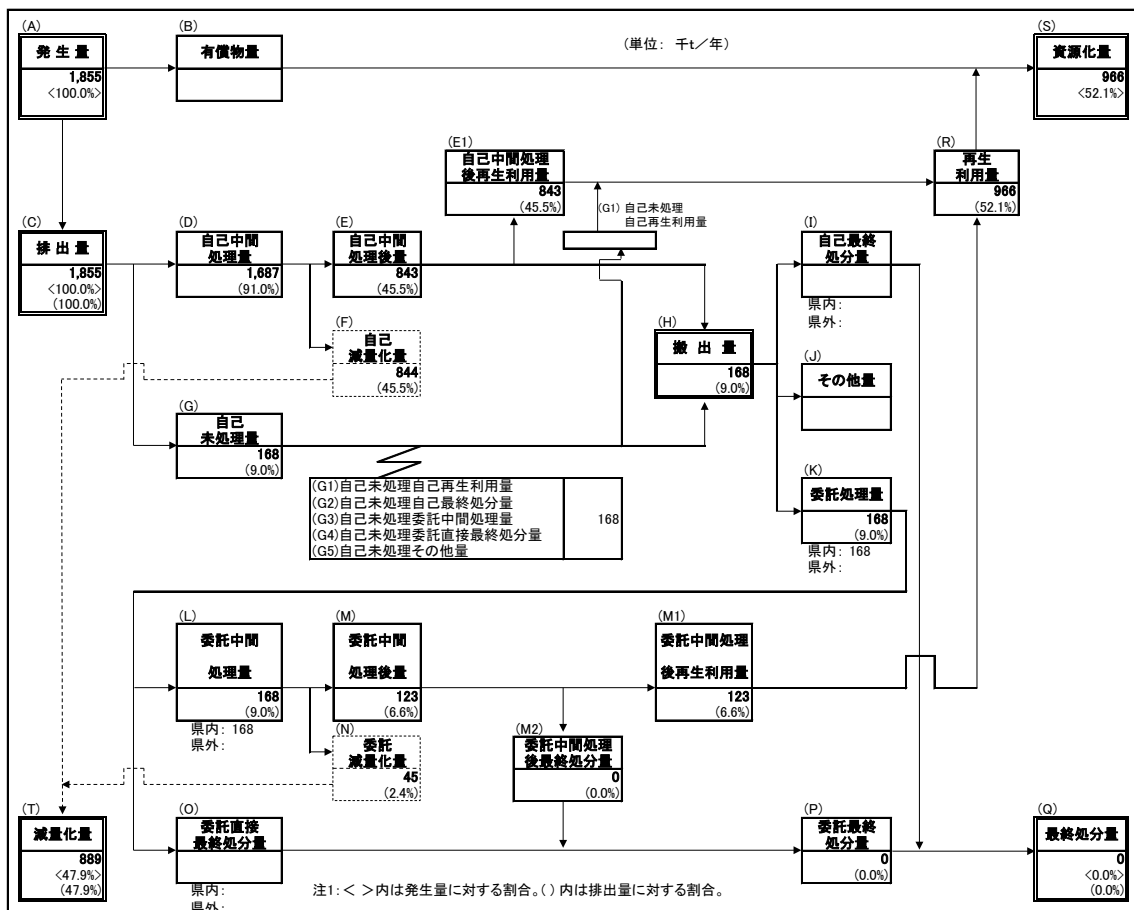 (A)
発 生 量
1,855
<100.0%>
(B)
有償物量
(単位: 千t/年)
(S)
資源化量
966
<52.1%>
(E1)
自己中間処理
後再生利用量
843
(45.5%)
(R)
再生
利用量
966
(52.1%)
(G1) 自己未処理
自己再生利用量
(C)
排 出 量
1,855
<100.0%>
(100.0%)
(D)
自己中間
処理量
1,687
(91.0%)
(E)
自己中間
処理後量
843
(45.5%)
(I)
自己最終
処分量
県内:
県外:
(F)
自己
減量化量
844
(45.5%)
(H)
搬 出 量
168
(9.0%)
(J)
その他量
(G)
自己
未処理量
168
(9.0%)
(K)
委託処理量
168
(9.0%)
県内: 168
県外:
(G1)自己未処理自己再生利用量
(G2)自己未処理自己最終処分量
(G3)自己未処理委託中間処理量 168
(G4)自己未処理委託直接最終処分量
(G5)自己未処理その他量
(L)
委託中間
処理量
168
(9.0%)
県内: 168
県外:
(M)
委託中間
処理後量
123
(6.6%)
(M1)
委託中間処理
後再生利用量
123
(6.6%)
(N)
委託
減量化量
45
(2.4%)
(M2)
委託中間処理
後最終処分量
0
(0.0%)
(T)
減量化量
889
<47.9%>
(47.9%)
(O)
委託直接
最終処分量
県内:
県外:
(P)
委託最終
処分量
0
(0.0%)
(Q)
最終処分量
0
<0.0%>
(0.0%)
注1:< >内は発生量に対する割合。( )内は排出量に対する割合。